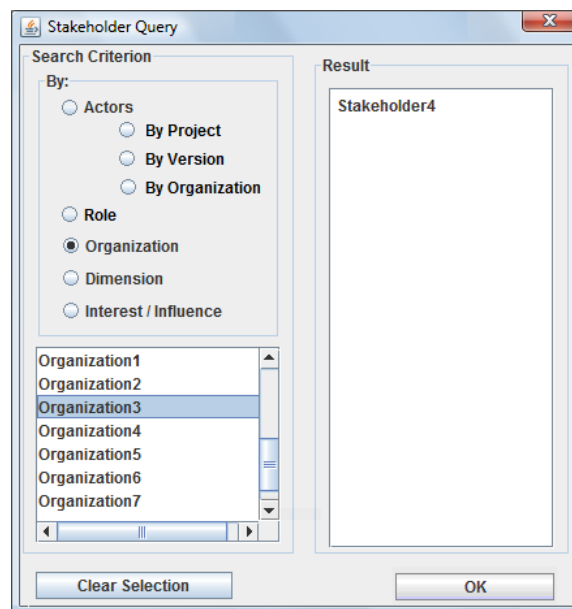 Stakeholder Query
Search Criterion
By:
Actors
By Project
By Version
By Organization
Role
Organization
Dimension
Interest / Influence
Organization1
Organization2
Organization3
Organization4
Organization5
Organization6
Organization7
Clear Selection
Result
Stakeholder4
OK